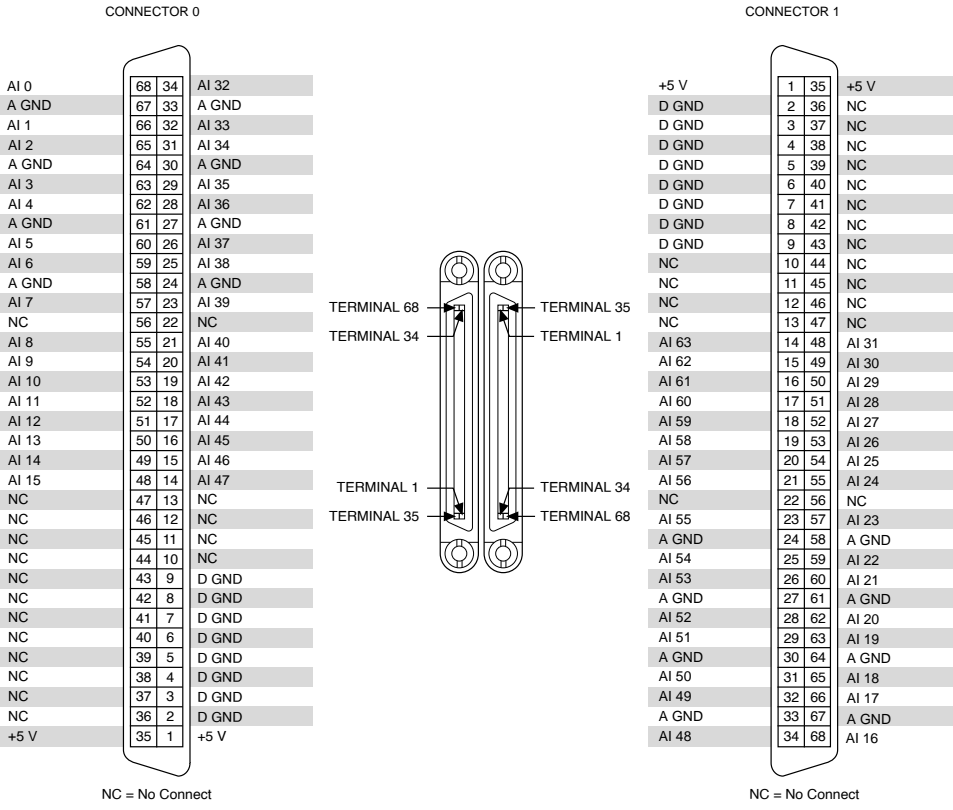 CONNECTOR 0
AI 0 68 34 AI 32
A GND 67 33 A GND
AI 1 66 32 AI 33
AI 2 65 31 AI 34
A GND 64 30 A GND
AI 3 63 29 AI 35
AI 4 62 28 AI 36
A GND 61 27 A GND
AI 5 60 26 AI 37
AI 6 59 25 AI 38
A GND 58 24 A GND
AI 7 57 23 AI 39
NC 56 22 NC
AI 8 55 21 AI 40
AI 9 54 20 AI 41
AI 10 53 19 AI 42
AI 11 52 18 AI 43
AI 12 51 17 AI 44
AI 13 50 16 AI 45
AI 14 49 15 AI 46
AI 15 48 14 AI 47
NC 47 13 NC
NC 46 12 NC
NC 45 11 NC
NC 44 10 NC
NC 43 9 D GND
NC 42 8 D GND
NC 41 7 D GND
NC 40 6 D GND
NC 39 5 D GND
NC 38 4 D GND
NC 37 3 D GND
NC 36 2 D GND
+5 V 35 1 +5 V
NC = No Connect
TERMINAL 68 TERMINAL 35
TERMINAL 34 TERMINAL 1
TERMINAL 1 TERMINAL 34
TERMINAL 35 TERMINAL 68
CONNECTOR 1
+5 V 1 35 +5 V
D GND 2 36 NC
D GND 3 37 NC
D GND 4 38 NC
D GND 5 39 NC
D GND 6 40 NC
D GND 7 41 NC
D GND 8 42 NC
D GND 9 43 NC
NC 10 44 NC
NC 11 45 NC
NC 12 46 NC
NC 13 47 NC
AI 63 14 48 AI 31
AI 62 15 49 AI 30
AI 61 16 50 AI 29
AI 60 17 51 AI 28
AI 59 18 52 AI 27
AI 58 19 53 AI 26
AI 57 20 54 AI 25
AI 56 21 55 AI 24
NC 22 56 NC
AI 55 23 57 AI 23
A GND 24 58 A GND
AI 54 25 59 AI 22
AI 53 26 60 AI 21
A GND 27 61 A GND
AI 52 28 62 AI 20
AI 51 29 63 AI 19
A GND 30 64 A GND
AI 50 31 65 AI 18
AI 49 32 66 AI 17
A GND 33 67 A GND
AI 48 34 68 AI 16
NC = No Connect